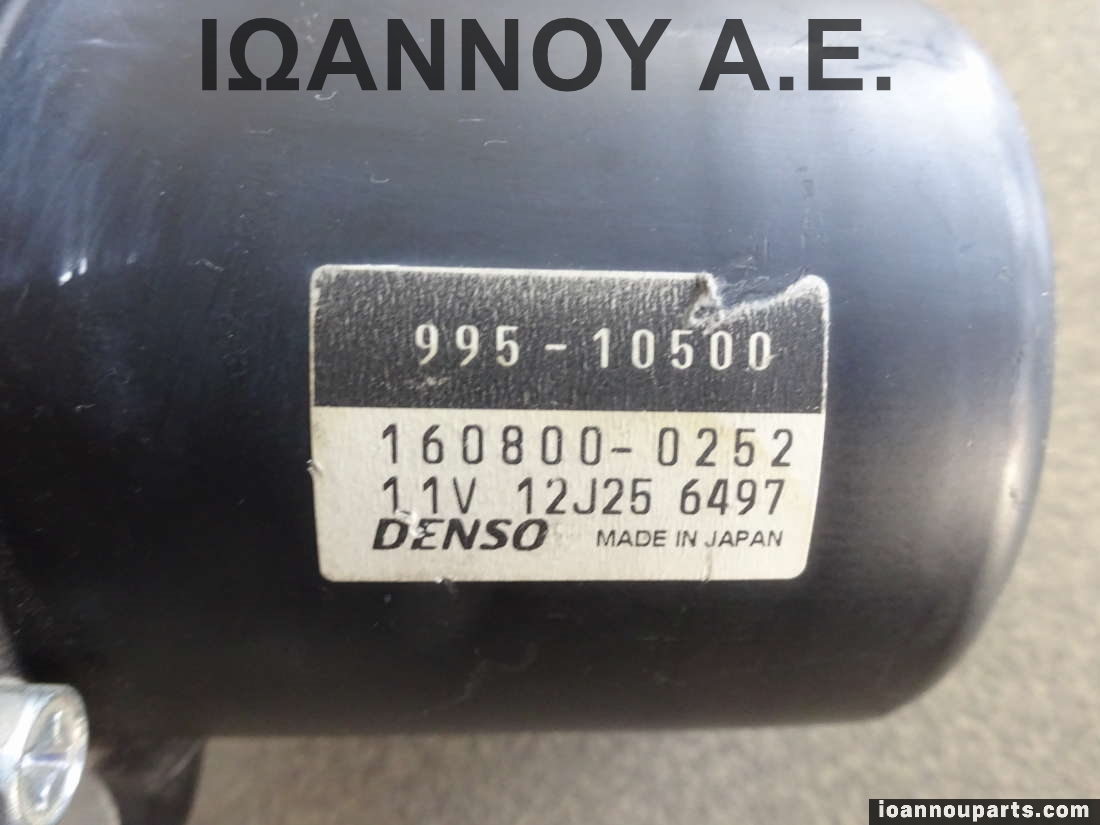 ΙΩΑΝΝΟΥ Α.Ε.
995-10500
160800-0252
11V 12J25 6497
DENSO MADE IN JAPAN
ioannouparts.com